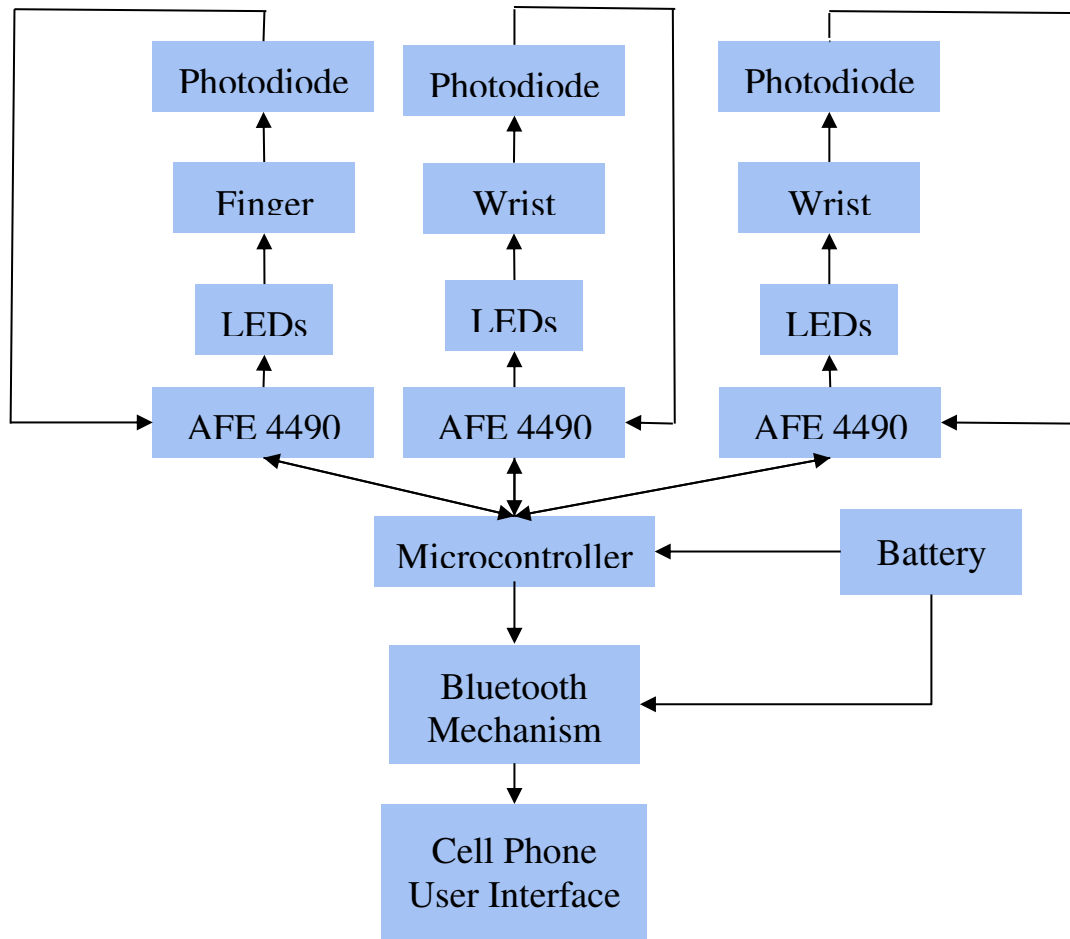 Photodiode
Photodiode
Photodiode
Finger
Wrist
Wrist
LEDs
LEDs
LEDs
AFE 4490
AFE 4490
AFE 4490
Microcontroller
Battery
Bluetooth
Mechanism
Cell Phone
User Interface